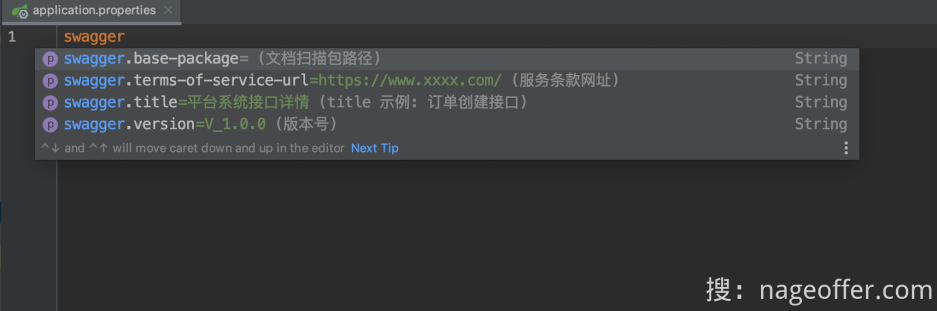 application.properties
1 swagger
p swagger.base-package= (文档扫描包路径) String
p swagger.terms-of-service-url=https://www.xxxx.com/ (服务条款网址) String
p swagger.title=平台系统接口详情 (title 示例: 订单创建接口) String
p swagger.version=V_1.0.0 (版本号) String
^↓ and ^↑ will move caret down and up in the editor Next Tip
搜：nageoffer.com